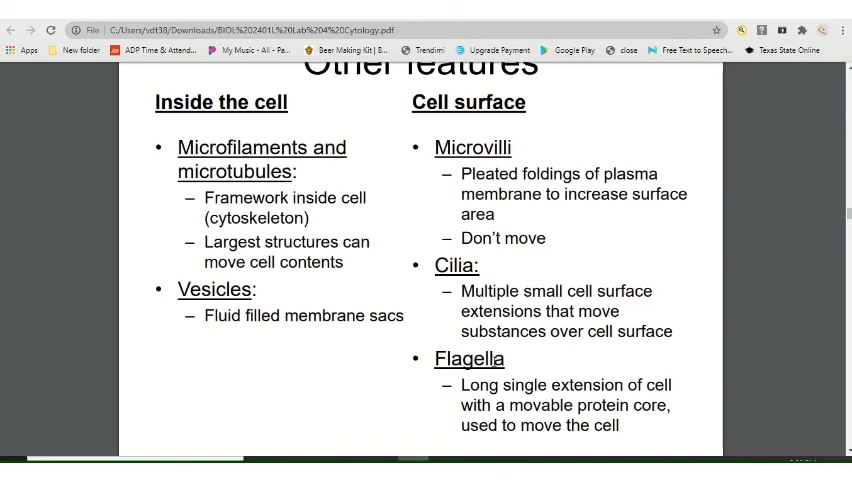 File | C:/Users/vdt38/Downloads/BIOL%202401L%20Lab%204%20Cytology.pdf
Apps New folder ADP Time & Attend... My Music - All - Pa... Beer Making Kit | B... Trendimi Upgrade Payment Google Play close Free Text to Speech... Texas State Online
Other features
Inside the cell
• Microfilaments and
microtubules:
– Framework inside cell
(cytoskeleton)
– Largest structures can
move cell contents
• Vesicles:
– Fluid filled membrane sacs
Cell surface
• Microvilli
– Pleated foldings of plasma
membrane to increase surface
area
– Don't move
• Cilia:
– Multiple small cell surface
extensions that move
substances over cell surface
• Flagella
– Long single extension of cell
with a movable protein core,
used to move the cell